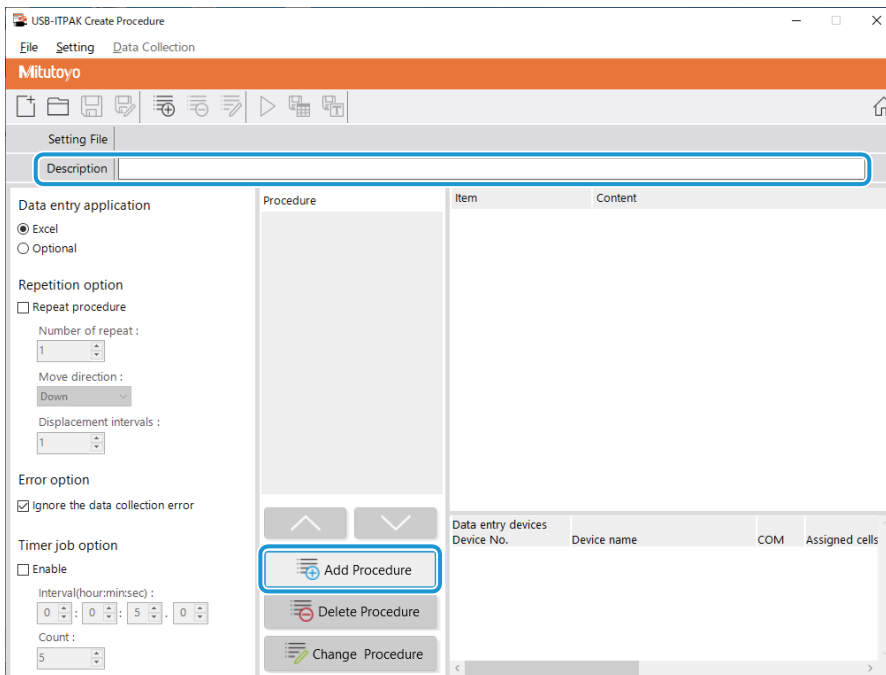 USB-ITPAK Create Procedure
File Setting Data Collection
Mitutoyo
Setting File
Description
Data entry application
Excel
Optional
Repetition option
Repeat procedure
Number of repeat :
1
Move direction :
Down
Displacement intervals :
1
Error option
Ignore the data collection error
Timer job option
Enable
Interval(hour:min:sec) :
0 : 0 : 5 . 0
Count :
5
Procedure
Add Procedure
Delete Procedure
Change Procedure
Item Content
Data entry devices
Device No. Device name COM Assigned cells